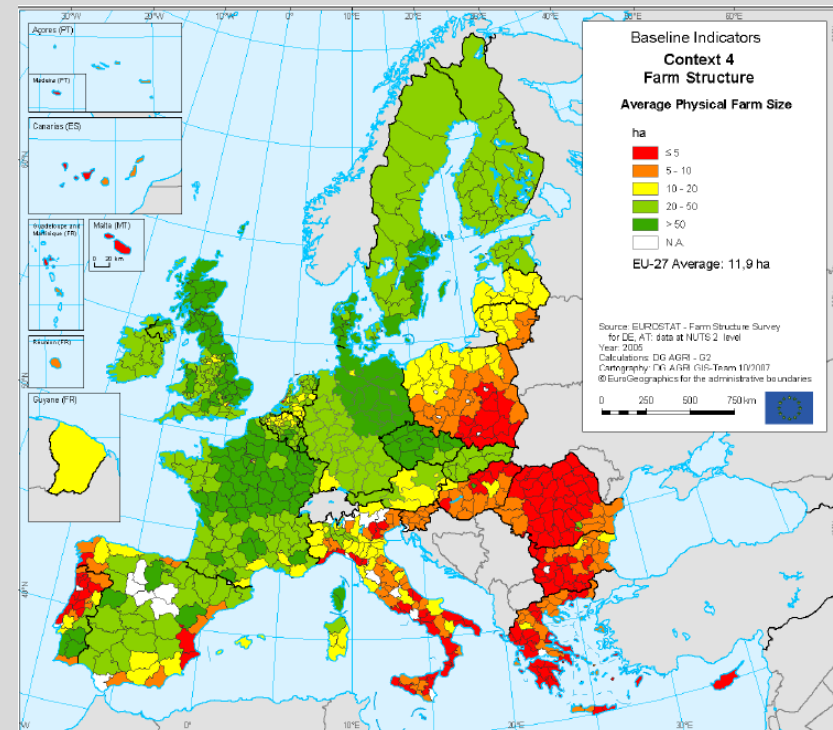 20°W
10°W
0°
10°E
20°E
30°E
40°E
50°E
60°E
Açores (PT)
Madeira (PT)
Canarias (ES)
Guadeloupe and
Martinique (FR)
Malta (MT)
0 20 km
Réunion (FR)
Guyane (FR)
Baseline Indicators
Context 4
Farm Structure
Average Physical Farm Size
ha
≤ 5
5 - 10
10 - 20
20 - 50
> 50
N.A.
EU-27 Average: 11,9 ha
Source: EUROSTAT - Farm Structure Survey
for DE, AT: data at NUTS 2 level
Year: 2005
Calculations: DG AGRI - G2
Cartography: DG AGRI GIS-Team 10/2007
© EuroGeographics for the administrative boundaries
0 250 500 750 km
40°N
0°
10°E
20°E
30°E